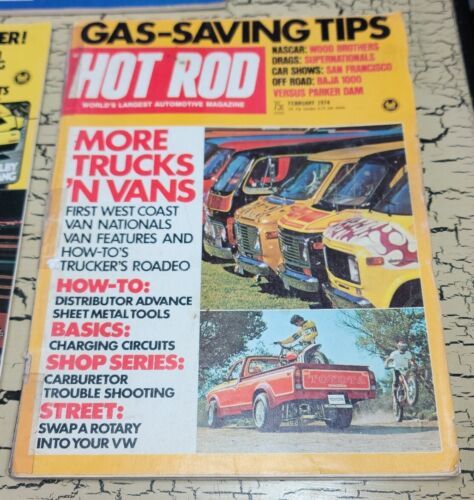 GAS-SAVING TIPS
HOT ROD
WORLD'S LARGEST AUTOMOTIVE MAGAZINE
NASCAR: WOOD BROTHERS
DRAGS: SUPERNATIONALS
CAR SHOWS: SAN FRANCISCO
OFF ROAD: BAJA 1000
VERSUS PARKER DAM
75¢ FEBRUARY 1974
MORE
TRUCKS
'N VANS
FIRST WEST COAST
VAN NATIONALS
VAN FEATURES AND
HOW-TO'S
TRUCKER'S ROADEO
HOW-TO:
DISTRIBUTOR ADVANCE
SHEET METAL TOOLS
BASICS:
CHARGING CIRCUITS
SHOP SERIES:
CARBURETOR
TROUBLE SHOOTING
STREET:
SWAP A ROTARY
INTO YOUR VW
TOYOTA